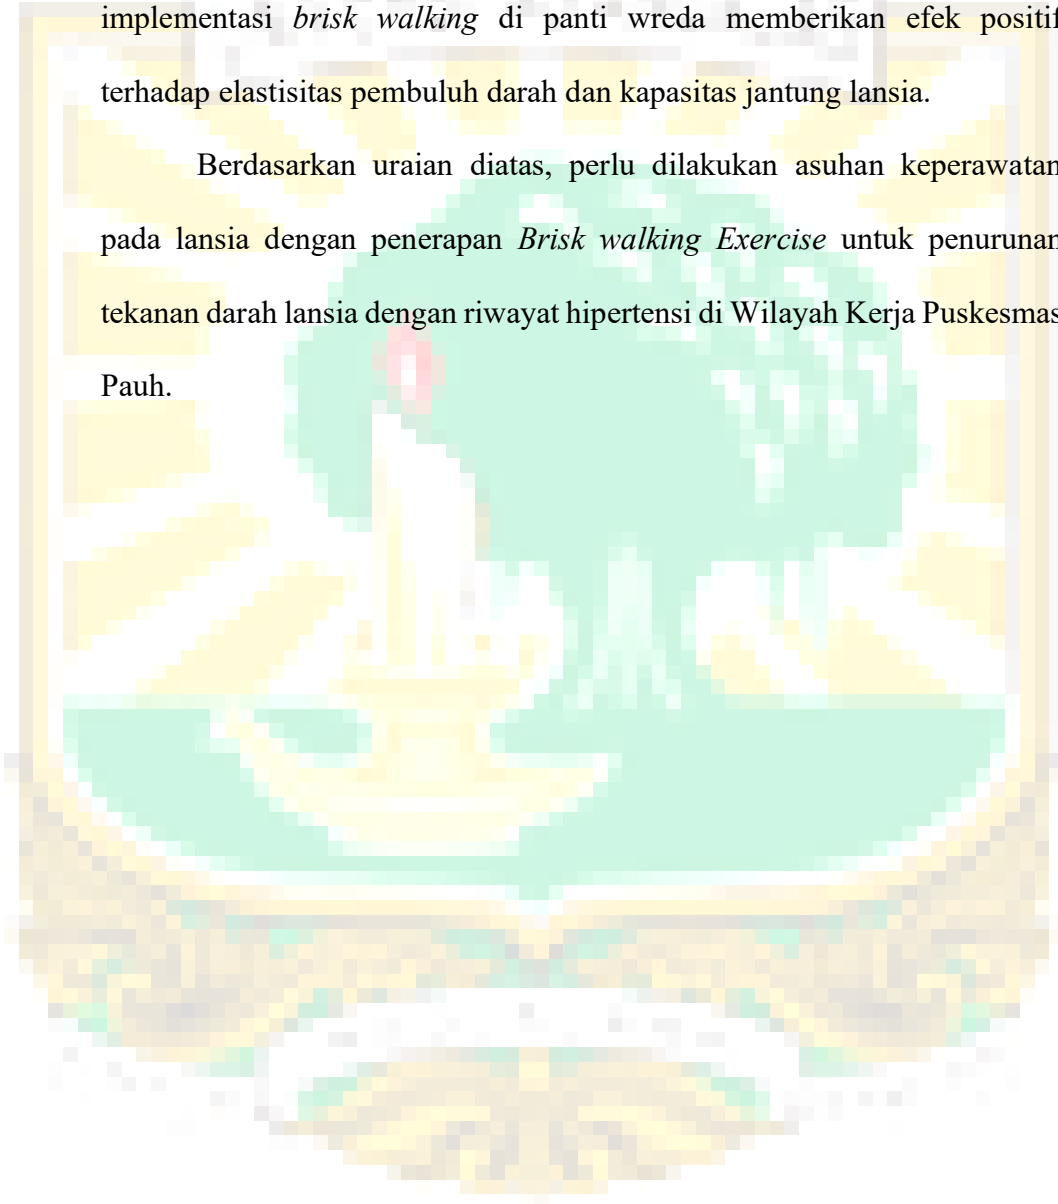 implementasi brisk walking di panti wreda memberikan efek positif
terhadap elastisitas pembuluh darah dan kapasitas jantung lansia.
Berdasarkan uraian diatas, perlu dilakukan asuhan keperawatan
pada lansia dengan penerapan Brisk walking Exercise untuk penurunan
tekanan darah lansia dengan riwayat hipertensi di Wilayah Kerja Puskesmas
Pauh.